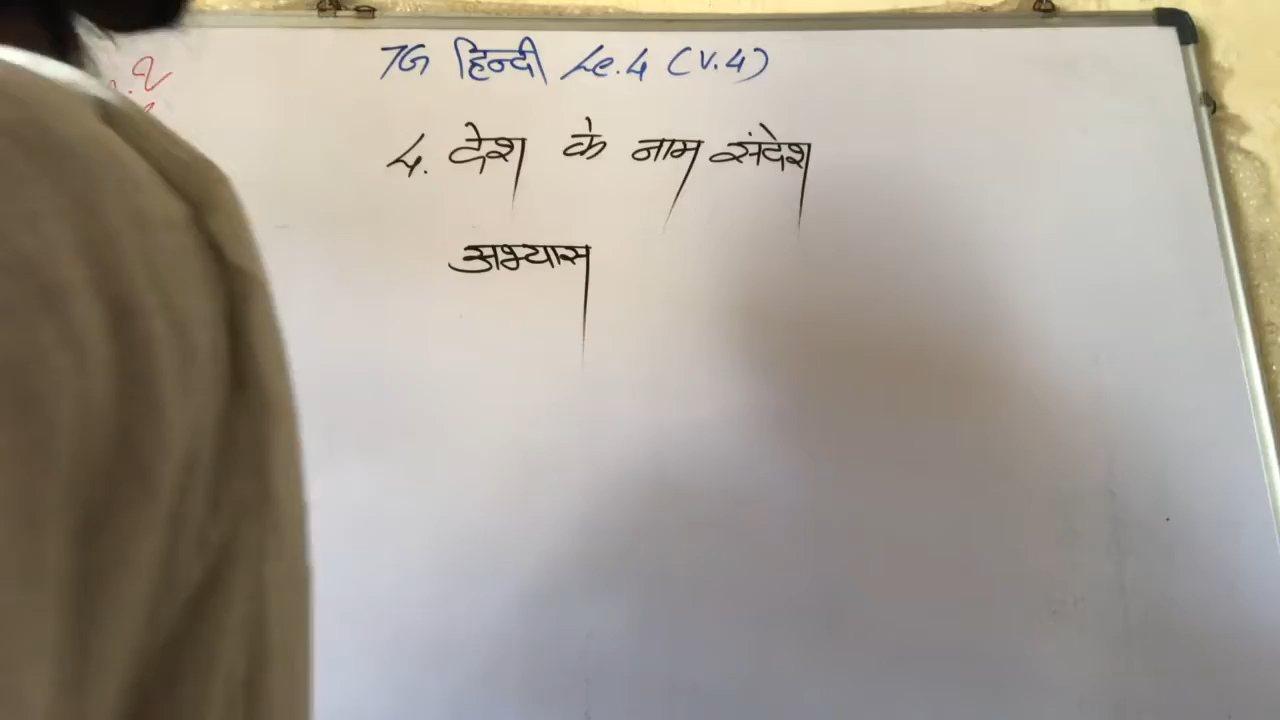 7G हिन्दी Le.4 (V.4)
4. देश के नाम संदेश
अभ्यास